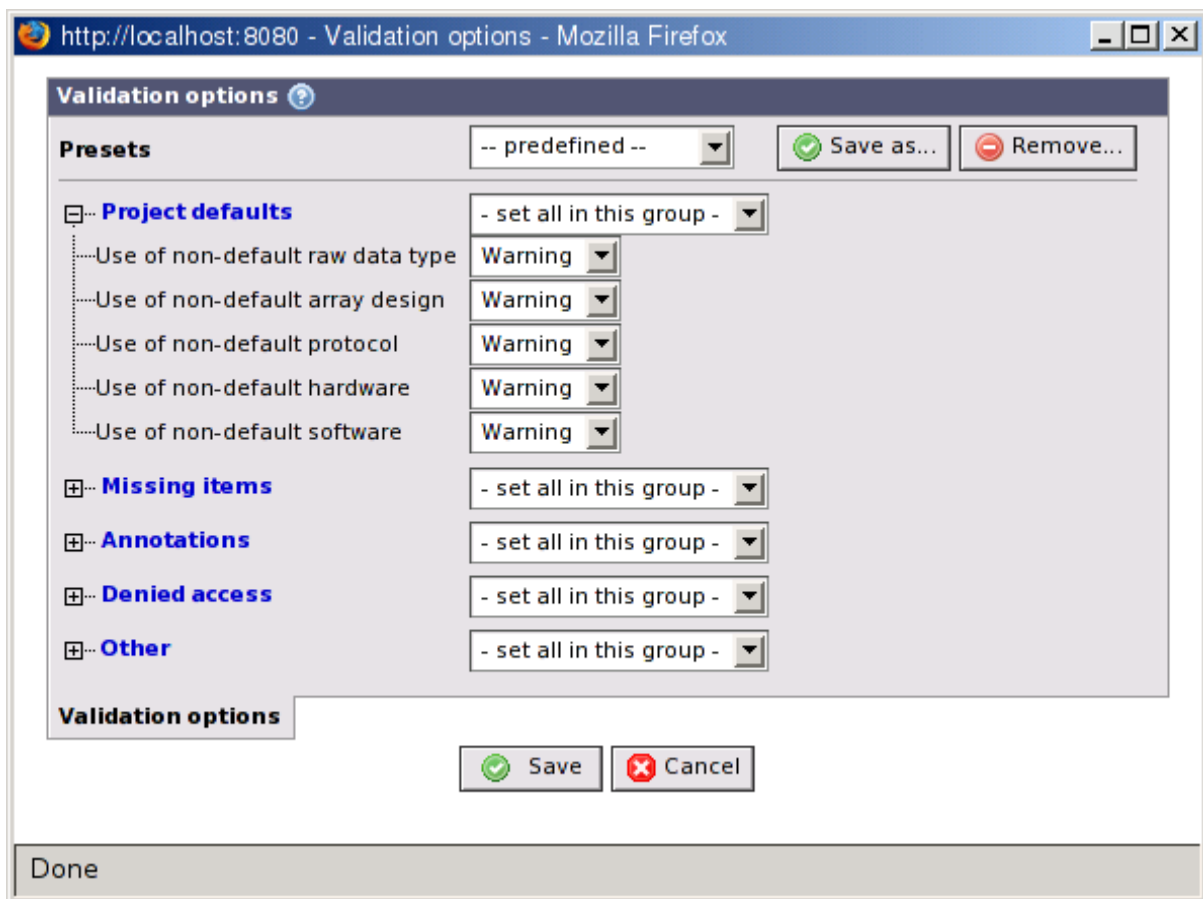 http://localhost:8080 - Validation options - Mozilla Firefox
Validation options ?
Presets -- predefined -- Save as... Remove...
Project defaults - set all in this group -
Use of non-default raw data type Warning
Use of non-default array design Warning
Use of non-default protocol Warning
Use of non-default hardware Warning
Use of non-default software Warning
Missing items - set all in this group -
Annotations - set all in this group -
Denied access - set all in this group -
Other - set all in this group -
Validation options
Save Cancel
Done